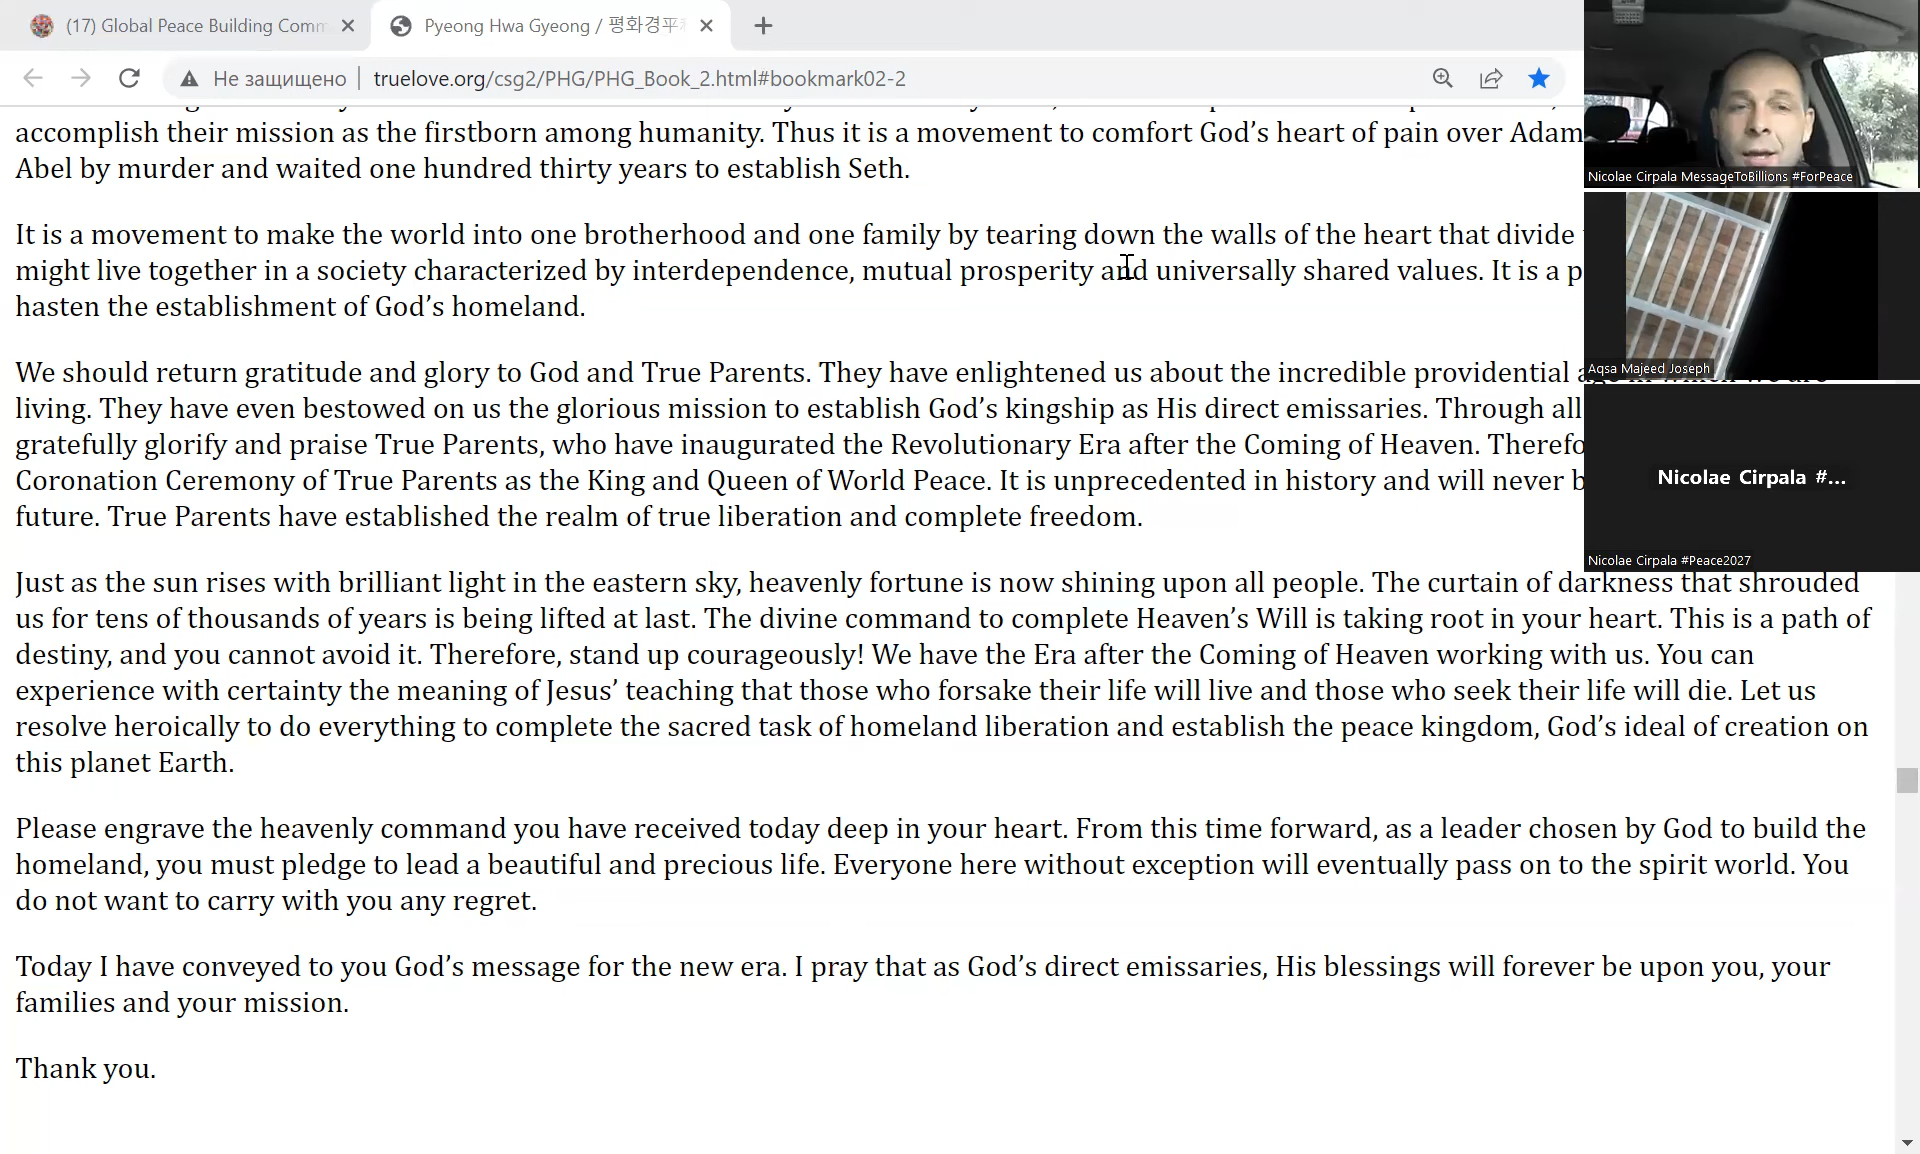 (17) Global Peace Building Comm
Pyeong Hwa Gyeong / 평화경
Не защищено
truelove.org/csg2/PHG/PHG_Book_2.html#bookmark02-2
accomplish their mission as the firstborn among humanity. Thus it is a movement to comfort God’s heart of pain over Adam
Abel by murder and waited one hundred thirty years to establish Seth.
It is a movement to make the world into one brotherhood and one family by tearing down the walls of the heart that divide
might live together in a society characterized by interdependence, mutual prosperity and universally shared values. It is a p
hasten the establishment of God’s homeland.
We should return gratitude and glory to God and True Parents. They have enlightened us about the incredible providential
living. They have even bestowed on us the glorious mission to establish God’s kingship as His direct emissaries. Through all
gratefully glorify and praise True Parents, who have inaugurated the Revolutionary Era after the Coming of Heaven. Therefo
Coronation Ceremony of True Parents as the King and Queen of World Peace. It is unprecedented in history and will never b
future. True Parents have established the realm of true liberation and complete freedom.
Just as the sun rises with brilliant light in the eastern sky, heavenly fortune is now shining upon all people. The curtain of darkness that shrouded
us for tens of thousands of years is being lifted at last. The divine command to complete Heaven’s Will is taking root in your heart. This is a path of
destiny, and you cannot avoid it. Therefore, stand up courageously! We have the Era after the Coming of Heaven working with us. You can
experience with certainty the meaning of Jesus’ teaching that those who forsake their life will live and those who seek their life will die. Let us
resolve heroically to do everything to complete the sacred task of homeland liberation and establish the peace kingdom, God’s ideal of creation on
this planet Earth.
Please engrave the heavenly command you have received today deep in your heart. From this time forward, as a leader chosen by God to build the
homeland, you must pledge to lead a beautiful and precious life. Everyone here without exception will eventually pass on to the spirit world. You
do not want to carry with you any regret.
Today I have conveyed to you God’s message for the new era. I pray that as God’s direct emissaries, His blessings will forever be upon you, your
families and your mission.
Thank you.
Nicolae Cirpala MessageToBillions #ForPeace
Aqsa Majeed Joseph
Nicolae Cirpala #...
Nicolae Cirpala #Peace2027